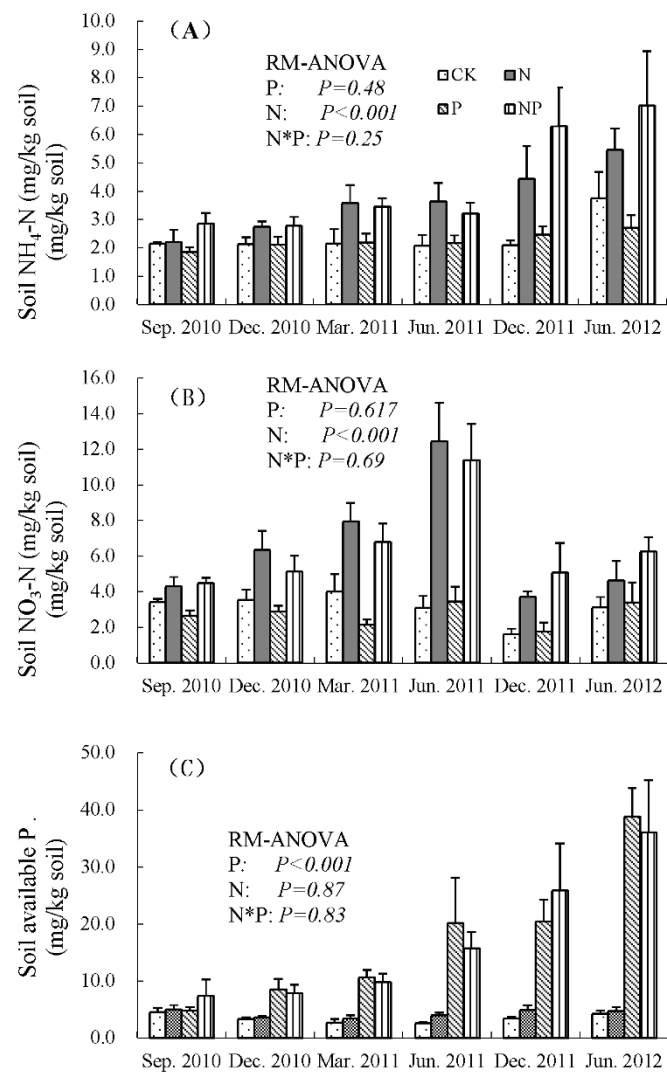 (A)
RM-ANOVA
P: P=0.48
N: P<0.001
N*P: P=0.25
CK N
P NP
Soil NH4-N (mg/kg soil)
(mg/kg soil)
10.0
9.0
8.0
7.0
6.0
5.0
4.0
3.0
2.0
1.0
0.0
Sep. 2010 Dec. 2010 Mar. 2011 Jun. 2011 Dec. 2011 Jun. 2012
(B)
RM-ANOVA
P: P=0.617
N: P<0.001
N*P: P=0.69
Soil NO3-N (mg/kg soil)
(mg/kg soil)
16.0
14.0
12.0
10.0
8.0
6.0
4.0
2.0
0.0
Sep. 2010 Dec. 2010 Mar. 2011 Jun. 2011 Dec. 2011 Jun. 2012
(C)
RM-ANOVA
P: P<0.001
N: P=0.87
N*P: P=0.83
Soil available P .
(mg/kg soil)
50.0
40.0
30.0
20.0
10.0
0.0
Sep. 2010 Dec. 2010 Mar. 2011 Jun. 2011 Dec. 2011 Jun. 2012